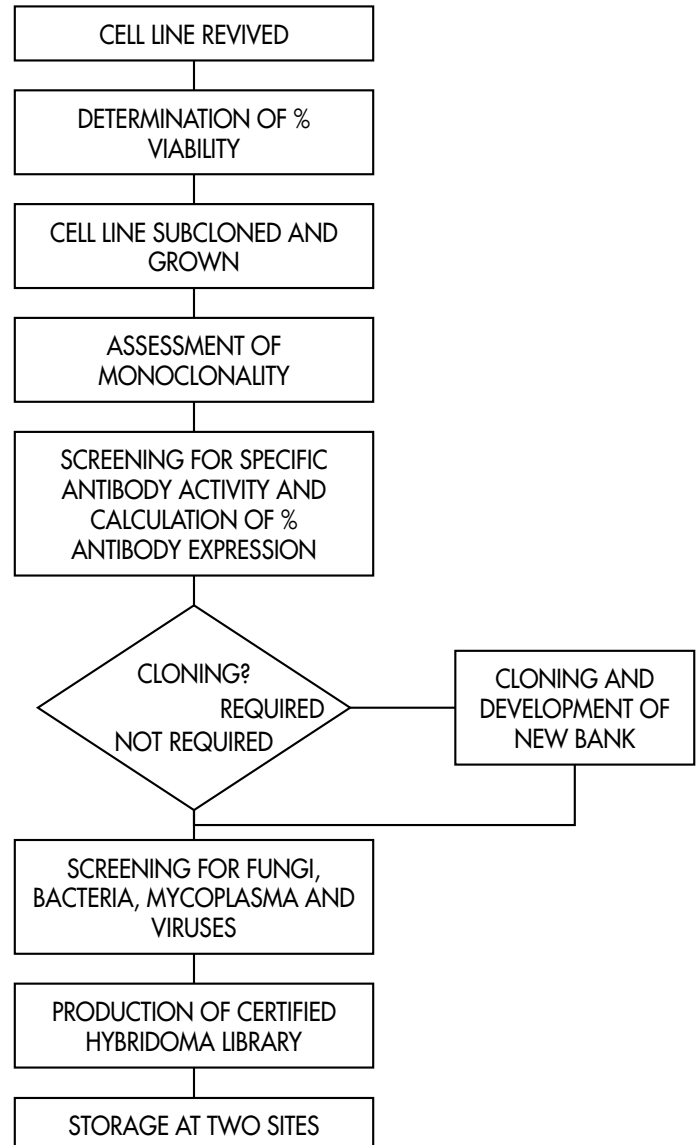 CELL LINE REVIVED
DETERMINATION OF %
VIABILITY
CELL LINE SUBCLONED AND
GROWN
ASSESSMENT OF
MONOCLONALITY
SCREENING FOR SPECIFIC
ANTIBODY ACTIVITY AND
CALCULATION OF %
ANTIBODY EXPRESSION
CLONING?
REQUIRED
NOT REQUIRED
CLONING AND
DEVELOPMENT OF
NEW BANK
SCREENING FOR FUNGI,
BACTERIA, MYCOPLASMA AND
VIRUSES
PRODUCTION OF CERTIFIED
HYBRIDOMA LIBRARY
STORAGE AT TWO SITES